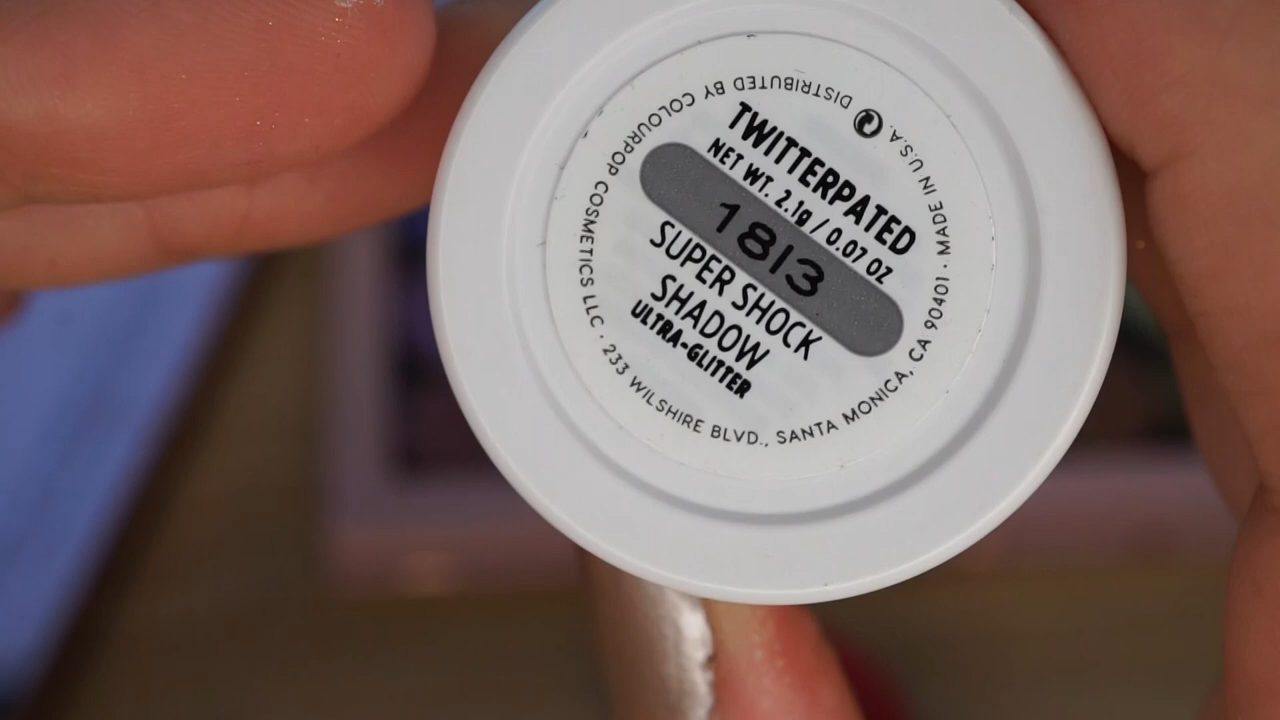 TWITTERPATED
NET WT. 2.1g / 0.07 OZ
1813
SUPER SHOCK
SHADOW
ULTRA-GLITTER
DISTRIBUTED BY COLOURPOP COSMETICS LLC · 233 WILSHIRE BLVD., SANTA MONICA, CA 90401 · MADE IN U.S.A.